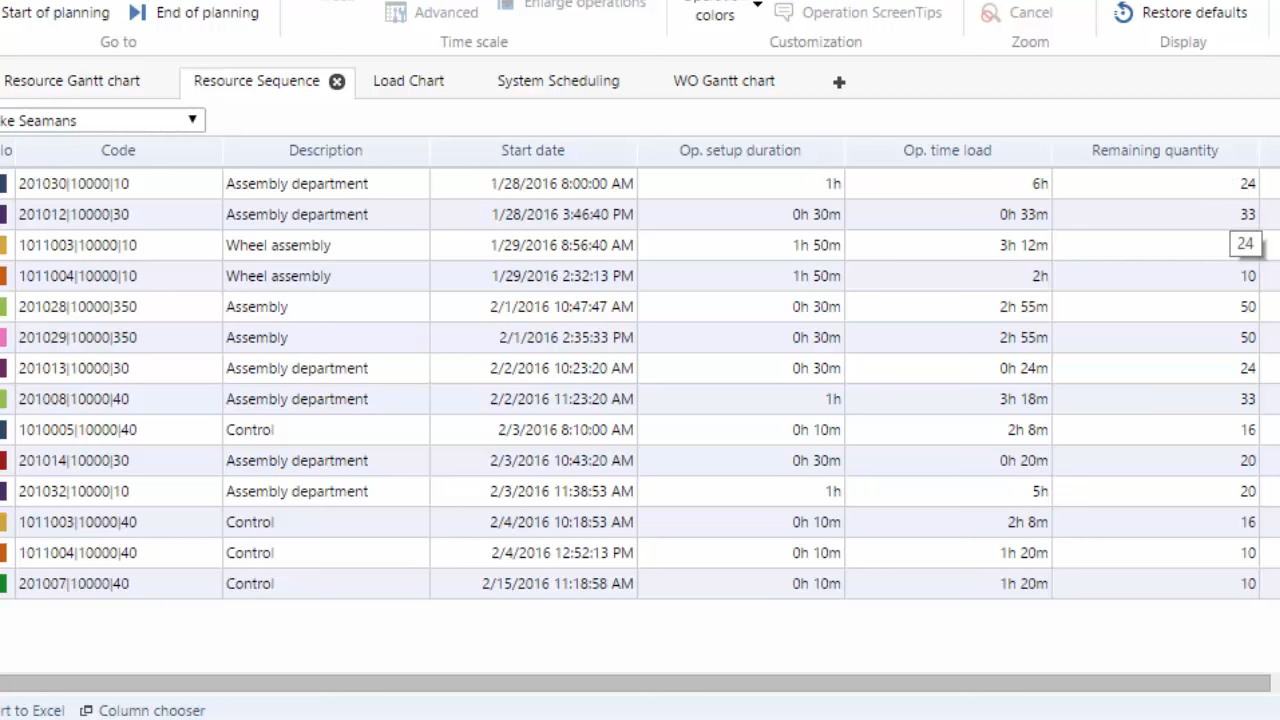 Enlarge operations
Start of planning End of planning Advanced colors Operation ScreenTips Cancel Restore defaults
Go to Time scale Customization Zoom Display
Resource Gantt chart Resource Sequence Load Chart System Scheduling WO Gantt chart
ke Seamans
lo Code Description Start date Op. setup duration Op. time load Remaining quantity
201030|10000|10 Assembly department 1/28/2016 8:00:00 AM 1h 6h 24
201012|10000|30 Assembly department 1/28/2016 3:46:40 PM 0h 30m 0h 33m 33
1011003|10000|10 Wheel assembly 1/29/2016 8:56:40 AM 1h 50m 3h 12m 24
1011004|10000|10 Wheel assembly 1/29/2016 2:32:13 PM 1h 50m 2h 10
201028|10000|350 Assembly 2/1/2016 10:47:47 AM 0h 30m 2h 55m 50
201029|10000|350 Assembly 2/1/2016 2:35:33 PM 0h 30m 2h 55m 50
201013|10000|30 Assembly department 2/2/2016 10:23:20 AM 0h 30m 0h 24m 24
201008|10000|40 Assembly department 2/2/2016 11:23:20 AM 1h 3h 18m 33
1010005|10000|40 Control 2/3/2016 8:10:00 AM 0h 10m 2h 8m 16
201014|10000|30 Assembly department 2/3/2016 10:43:20 AM 0h 30m 0h 20m 20
201032|10000|10 Assembly department 2/3/2016 11:38:53 AM 1h 5h 20
1011003|10000|40 Control 2/4/2016 10:18:53 AM 0h 10m 2h 8m 16
1011004|10000|40 Control 2/4/2016 12:52:13 PM 0h 10m 1h 20m 10
201007|10000|40 Control 2/15/2016 11:18:58 AM 0h 10m 1h 20m 10
rt to Excel Column chooser